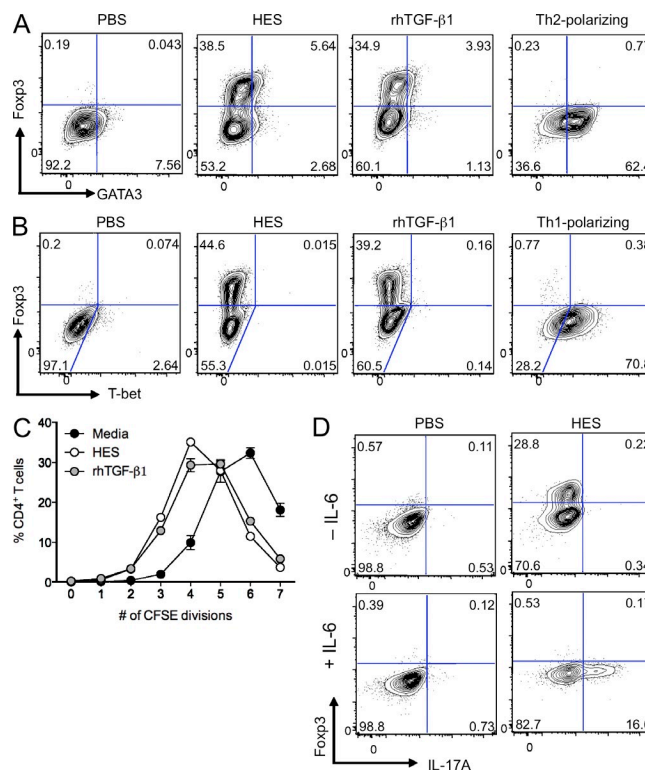 A
PBS
HES
rhTGF-β1
Th2-polarizing
0.19 0.043
38.5 5.64
34.9 3.93
0.23
92.2 7.56
53.2 2.68
60.1 1.13
36.6
Foxp3
GATA3
0
0
0
0
0
B
PBS
HES
rhTGF-β1
Th1-polarizing
0.2 0.074
44.6 0.015
39.2 0.16
0.77
97.1 2.64
55.3 0.015
60.5 0.14
28.2
Foxp3
T-bet
0
0
0
0
0
C
Media
HES
rhTGF-β1
% CD4+ T cells
40
30
20
10
0
0 1 2 3 4 5 6 7
# of CFSE divisions
D
PBS
HES
– IL-6
0.57 0.11
28.8
98.8 0.53
70.6
0
0
+ IL-6
0.39 0.12
0.53
98.8 0.73
82.7
0
0
0
Foxp3
IL-17A